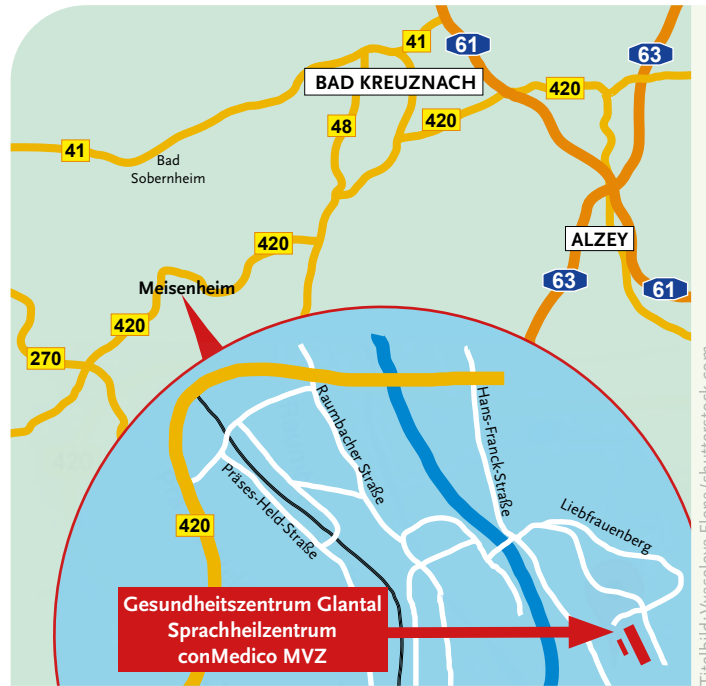 41
61
63
BAD KREUZNACH
420
48
420
41
Bad
Sobernheim
420
ALZEY
63
61
Meisenheim
420
270
Raumbacher Straße
Hans-Franck-Straße
Präses-Held-Straße
Liebfrauenberg
420
Gesundheitszentrum Glantal
Sprachheilzentrum
conMedico MVZ